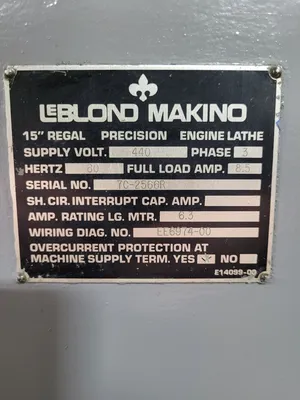 LEBLOND MAKINO
15" REGAL PRECISION ENGINE LATHE
SUPPLY VOLT. 440 PHASE 3
HERTZ 60 FULL LOAD AMP. 8.5
SERIAL NO. 7C-2566R
SH. CIR. INTERRUPT CAP. AMP.
AMP. RATING LG. MTR. 6.3
WIRING DIAG. NO. EE8974-00
OVERCURRENT PROTECTION AT
MACHINE SUPPLY TERM. YES NO
E14099-00